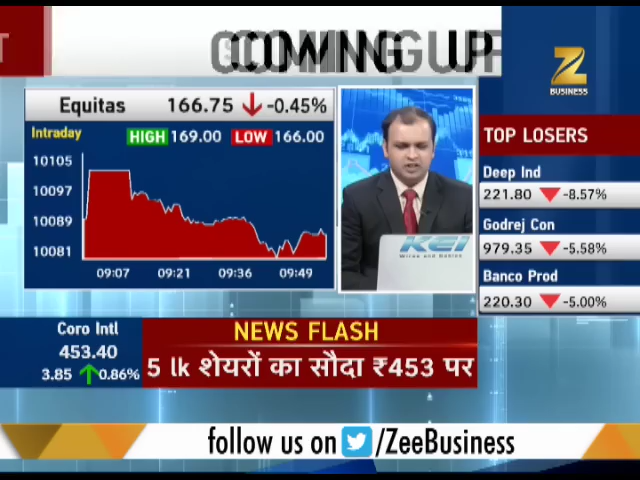 COMING UP
Z
BUSINESS
Equitas 166.75 -0.45%
Intraday HIGH 169.00 LOW 166.00
10105
10097
10089
10081
09:07 09:21 09:36 09:49
KEI
Wires and Cables
TOP LOSERS
Deep Ind
221.80 -8.57%
Godrej Con
979.35 -5.58%
Banco Prod
220.30 -5.00%
Coro Intl
453.40
3.85 0.86%
NEWS FLASH
5 lk शेयरों का सौदा ₹453 पर
follow us on /ZeeBusiness